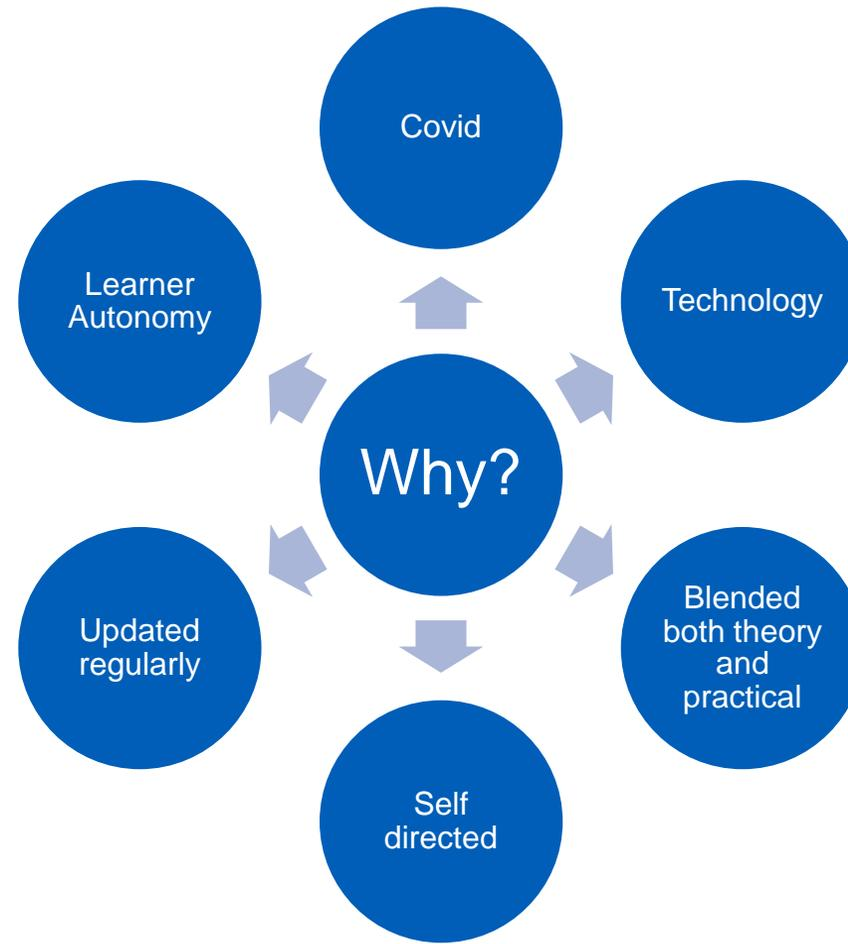 Covid
Learner
Autonomy
Technology
Why?
Updated
regularly
Blended
both theory
and
practical
Self
directed